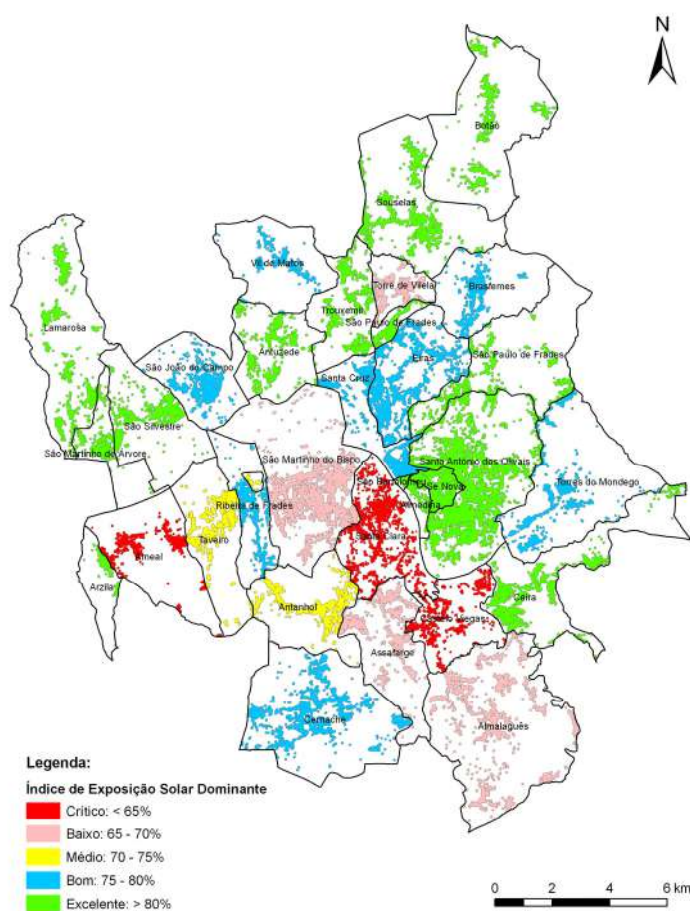 N
Botão
Souselas
Vil de Matos
Torre de Vilela
Brasfemes
Trouxemil
São Paulo de Frades
Lamarosa
Antuzede
Eiras
São Paulo de Frades
São João do Campo
Santa Cruz
São Silvestre
São Martinho de Árvore
São Martinho do Bispo
Santo António dos Olivais
Torres do Mondego
Sé Nova
Almedina
Ribeira de Frades
Taveiro
Santa Clara
Ameal
Arzila
Ceira
Antanhol
Castelo Viegas
Assafarge
Cernache
Almalaguês
Legenda:
Índice de Exposição Solar Dominante
Crítico: < 65%
Baixo: 65 - 70%
Médio: 70 - 75%
Bom: 75 - 80%
Excelente: > 80%
0 2 4 6 km